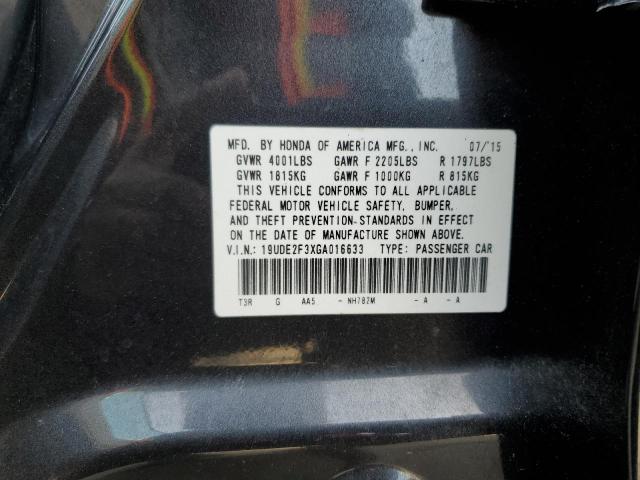 E
MFD. BY HONDA OF AMERICA MFG., INC. 07/'15
GVWR 4001LBS GAWR F 2205LBS R 1797LBS
GVWR 1815KG GAWR F 1000KG R 815KG
THIS VEHICLE CONFORMS TO ALL APPLICABLE
FEDERAL MOTOR VEHICLE SAFETY, BUMPER,
AND THEFT PREVENTION-STANDARDS IN EFFECT
ON THE DATE OF MANUFACTURE SHOWN ABOVE.
V.I.N.: 19UDE2F3XGA016633 TYPE: PASSENGER CAR
T3R G AA5 - NH782M - A - A